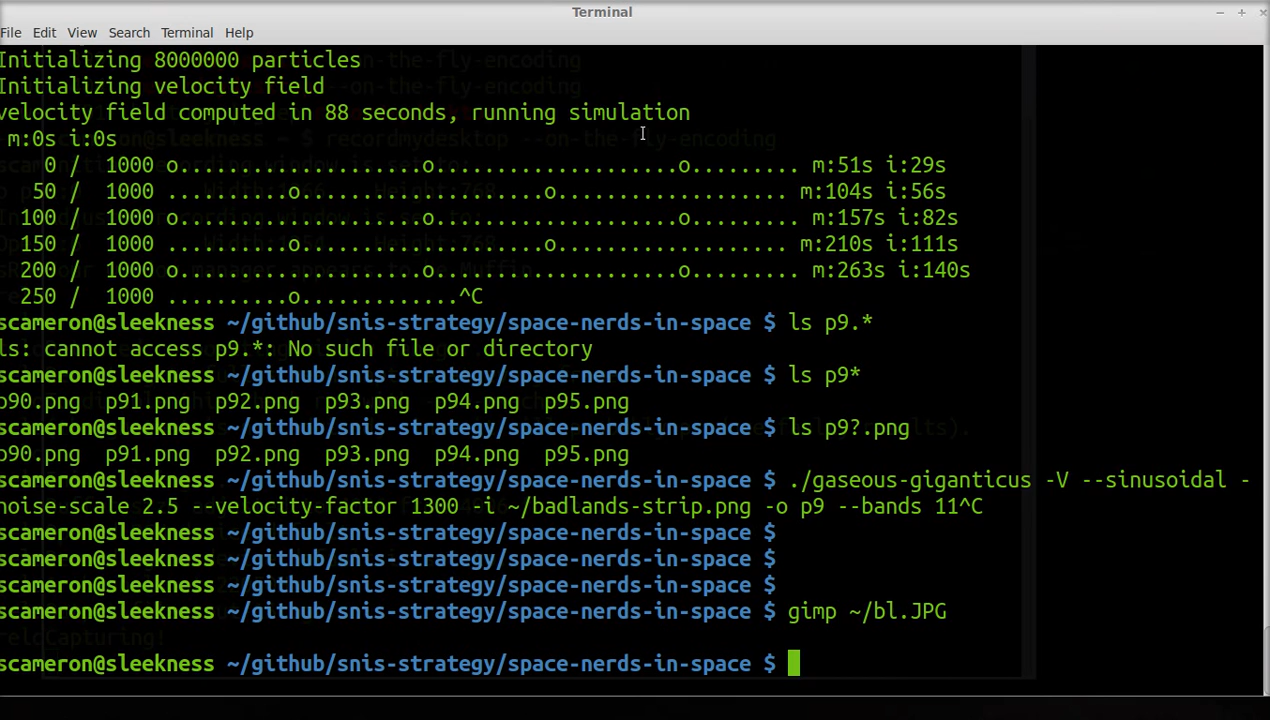 Terminal
File Edit View Search Terminal Help
Initializing 8000000 particles
Initializing velocity field
velocity field computed in 88 seconds, running simulation
m:0s i:0s
0 / 1000 o....................o....................o......... m:51s i:29s
50 / 1000 ..........o....................o................... m:104s i:56s
100 / 1000 o....................o....................o......... m:157s i:82s
150 / 1000 ..........o....................o................... m:210s i:111s
200 / 1000 o....................o....................o......... m:263s i:140s
250 / 1000 ..........o.............^C
scameron@sleekness ~/github/snis-strategy/space-nerds-in-space $ ls p9.*
ls: cannot access p9.*: No such file or directory
scameron@sleekness ~/github/snis-strategy/space-nerds-in-space $ ls p9*
p90.png p91.png p92.png p93.png p94.png p95.png
scameron@sleekness ~/github/snis-strategy/space-nerds-in-space $ ls p9?.png
p90.png p91.png p92.png p93.png p94.png p95.png
scameron@sleekness ~/github/snis-strategy/space-nerds-in-space $ ./gaseous-giganticus -V --sinusoidal -
noise-scale 2.5 --velocity-factor 1300 -i ~/badlands-strip.png -o p9 --bands 11^C
scameron@sleekness ~/github/snis-strategy/space-nerds-in-space $
scameron@sleekness ~/github/snis-strategy/space-nerds-in-space $
scameron@sleekness ~/github/snis-strategy/space-nerds-in-space $
scameron@sleekness ~/github/snis-strategy/space-nerds-in-space $ gimp ~/bl.JPG
scameron@sleekness ~/github/snis-strategy/space-nerds-in-space $